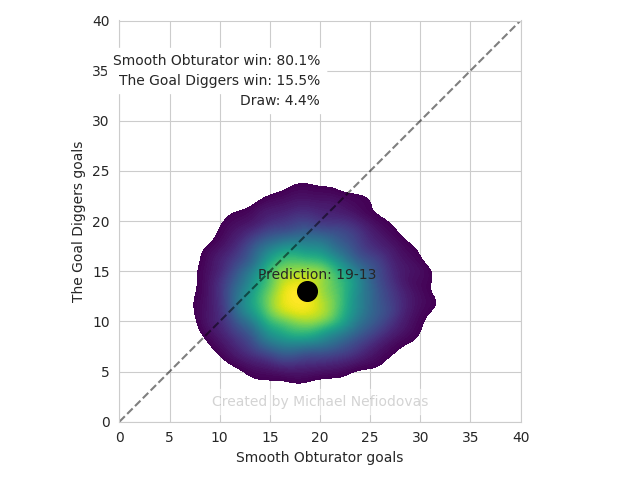 40
35
30
25
20
15
10
5
0
The Goal Diggers goals
Smooth Obturator win: 80.1%
The Goal Diggers win: 15.5%
Draw: 4.4%
Prediction: 19-13
Created by Michael Nefiodovas
0 5 10 15 20 25 30 35 40
Smooth Obturator goals